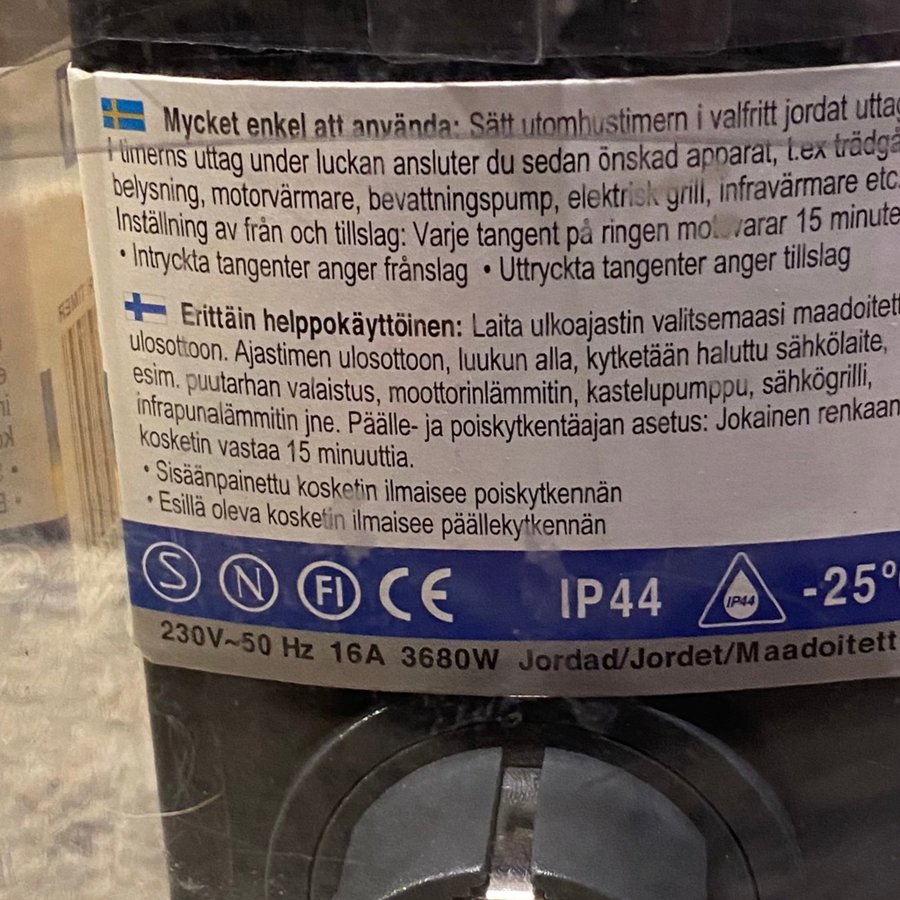 Mycket enkel att använda: Sätt utomhustimern i valfritt jordat uttag
I timerns uttag under luckan ansluter du sedan önskad apparat, t.ex trädgå
belysning, motorvärmare, bevattningspump, elektrisk grill, infravärmare etc.
Inställning av från och tillslag: Varje tangent på ringen motsvarar 15 minute
• Intryckta tangenter anger frånslag • Uttryckta tangenter anger tillslag
Erittäin helppokäyttöinen: Laita ulkoajastin valitsemaasi maadoitett
ulosottoon. Ajastimen ulosottoon, luukun alla, kytketään haluttu sähkölaite,
esim. puutarhan valaistus, moottorinlämmitin, kastelupumppu, sähkögrilli,
infrapunalämmitin jne. Päälle- ja poiskytkentäajan asetus: Jokainen renkaan
kosketin vastaa 15 minuuttia.
• Sisäänpainettu kosketin ilmaisee poiskytkennän
• Esillä oleva kosketin ilmaisee päällekytkennän
S N FI CE IP44 IP44 -25°
230V~50 Hz 16A 3680W Jordad/Jordet/Maadoitett